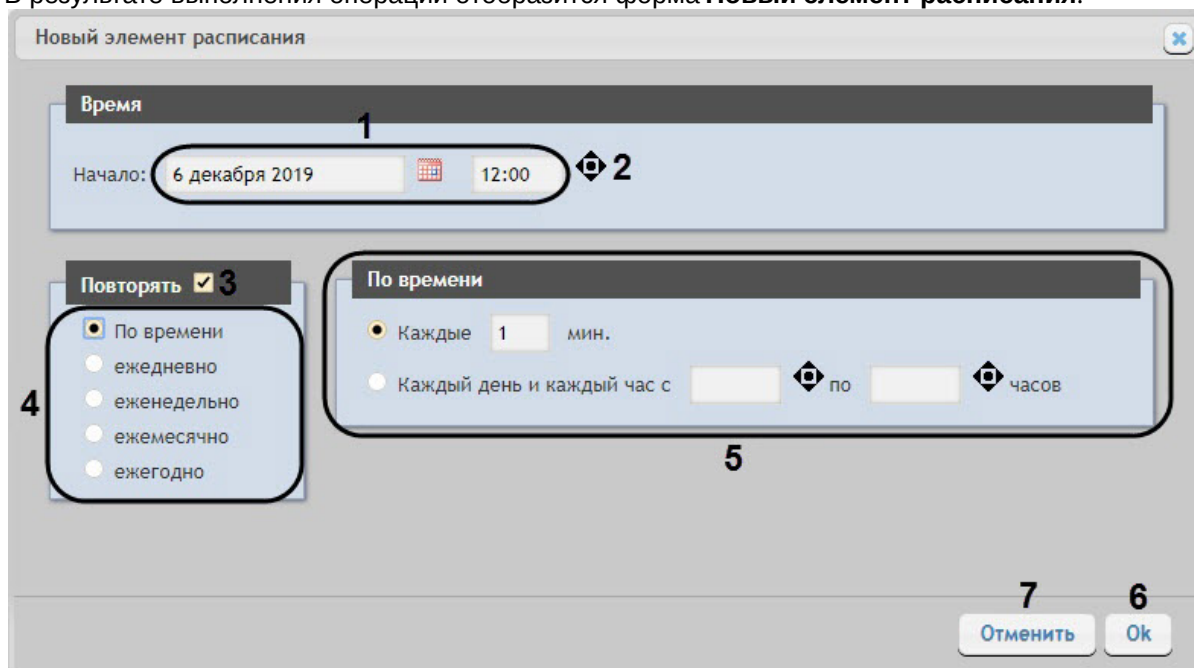 В результате выполнения операции отобразится форма Новый элемент расписания.
Новый элемент расписания
Время
1
Начало: 6 декабря 2019 12:00 2
Повторять 3
По времени
ежедневно
еженедельно
ежемесячно
ежегодно
4
По времени
Каждые 1 мин.
Каждый день и каждый час с по часов
5
7 6
Отменить Ok